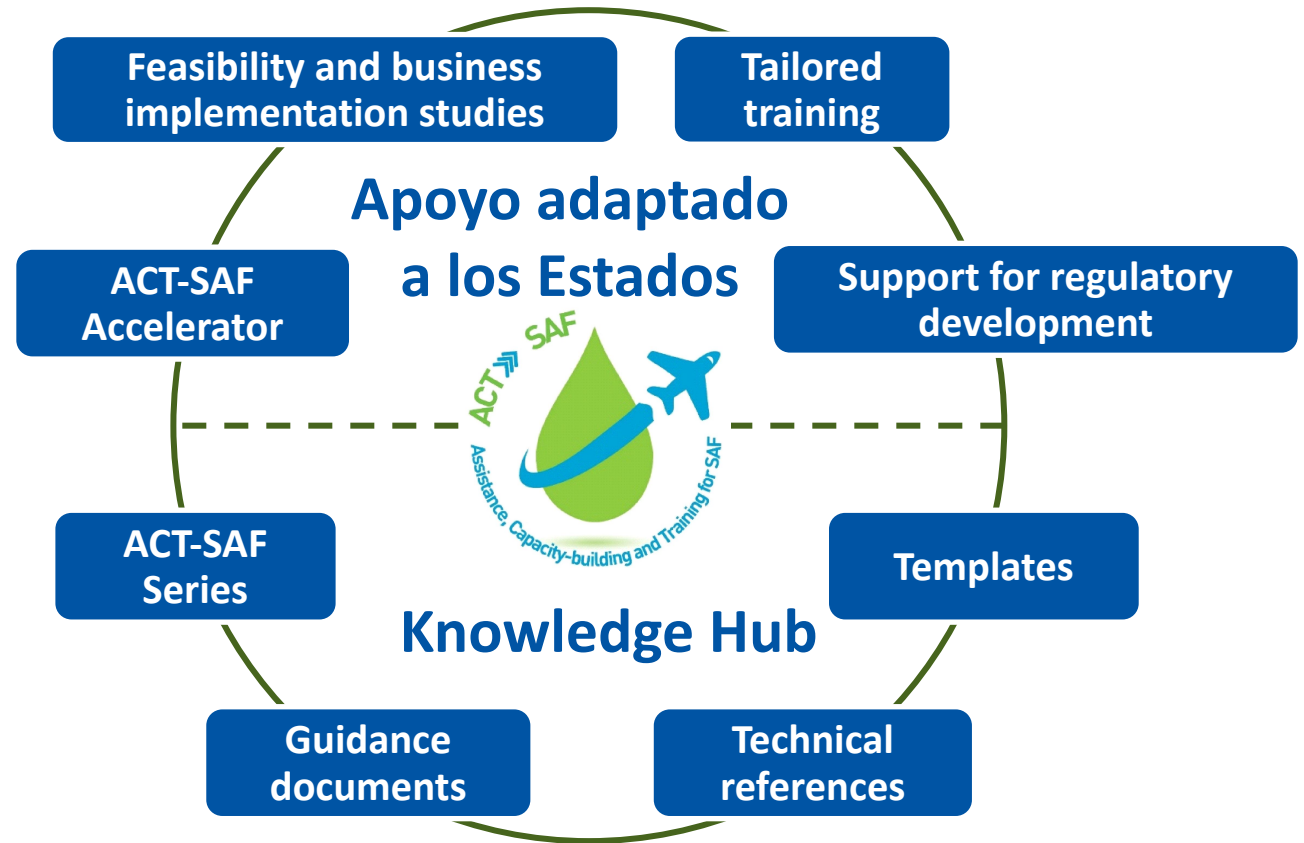 Feasibility and business
implementation studies
Tailored
training
Apoyo adaptado
a los Estados
ACT-SAF
Accelerator
Support for regulatory
development
ACT SAF
Assistance, Capacity-building and Training for SAF
ACT-SAF
Series
Templates
Knowledge Hub
Guidance
documents
Technical
references